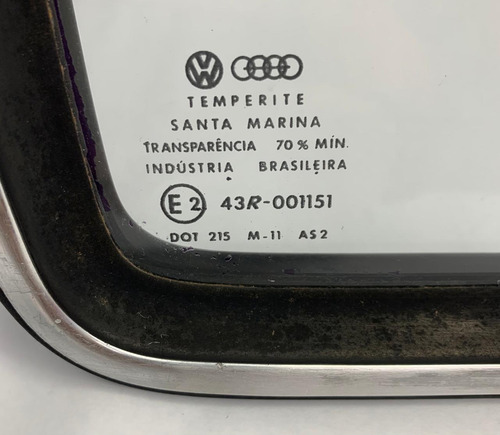 TEMPERITE
SANTA MARINA
TRANSPARÊNCIA 70% MÍN.
INDÚSTRIA BRASILEIRA
E2 43R-001151
DOT 215 M-11 AS2